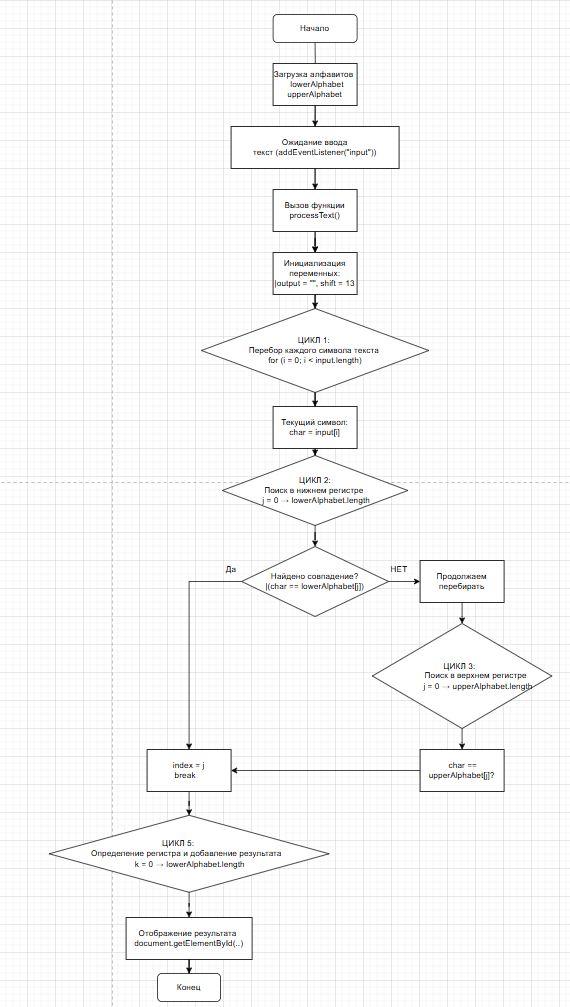 Начало
Загрузка алфавитов
lowerAlphabet
upperAlphabet
Ожидание ввода
текст (addEventListener("input"))
Вызов функции
processText()
Инициализация
переменных:
|output = "", shift = 13
ЦИКЛ 1:
Перебор каждого символа текста
for (i = 0; i < input.length)
Текущий символ:
char = input[i]
ЦИКЛ 2:
Поиск в нижнем регистре
j = 0 → lowerAlphabet.length
Да
Найдено совпадение?
|(char == lowerAlphabet[j])
НЕТ
Продолжаем
перебирать
ЦИКЛ 3:
Поиск в верхнем регистре
j = 0 → upperAlphabet.length
index = j
break
char ==
upperAlphabet[j]?
ЦИКЛ 5:
Определение регистра и добавление результата
k = 0 → lowerAlphabet.length
Отображение результата
document.getElementById(..)
Конец